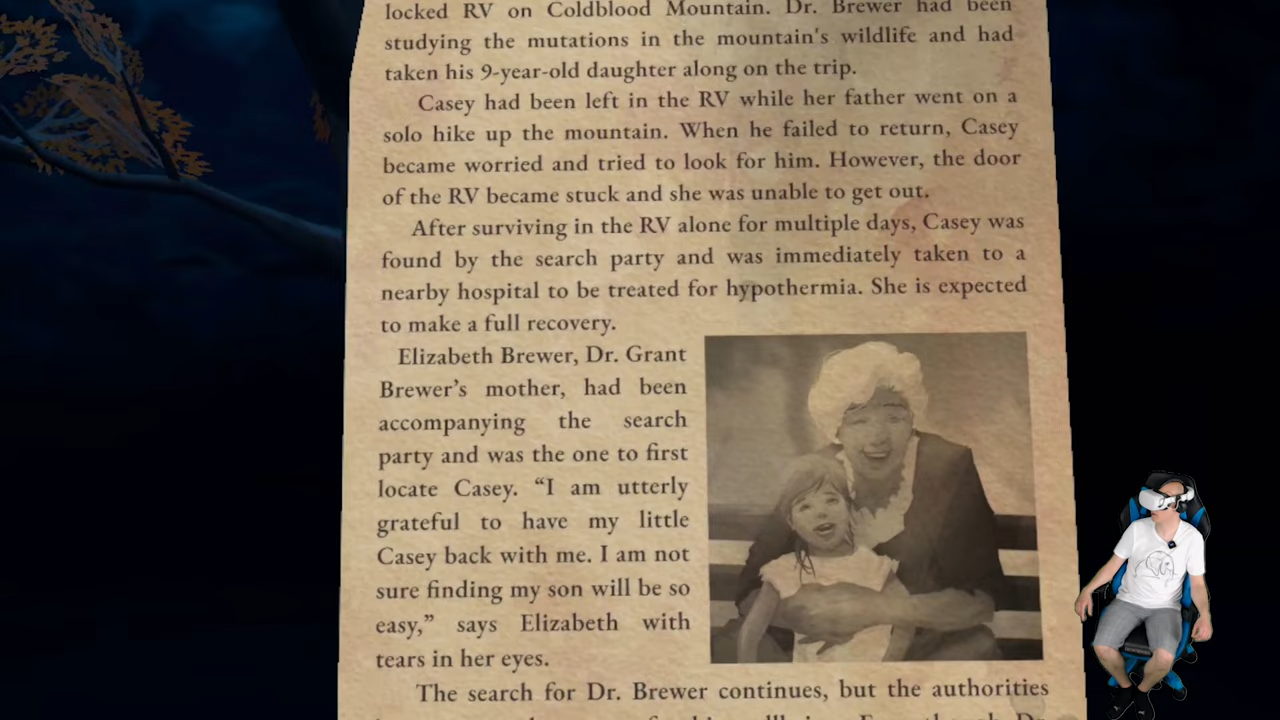 locked RV on Coldblood Mountain. Dr. Brewer had been
studying the mutations in the mountain's wildlife and had
taken his 9-year-old daughter along on the trip.
Casey had been left in the RV while her father went on a
solo hike up the mountain. When he failed to return, Casey
became worried and tried to look for him. However, the door
of the RV became stuck and she was unable to get out.
After surviving in the RV alone for multiple days, Casey was
found by the search party and was immediately taken to a
nearby hospital to be treated for hypothermia. She is expected
to make a full recovery.
Elizabeth Brewer, Dr. Grant
Brewer’s mother, had been
accompanying the search
party and was the one to first
locate Casey. “I am utterly
grateful to have my little
Casey back with me. I am not
sure finding my son will be so
easy,” says Elizabeth with
tears in her eyes.
The search for Dr. Brewer continues, but the authorities